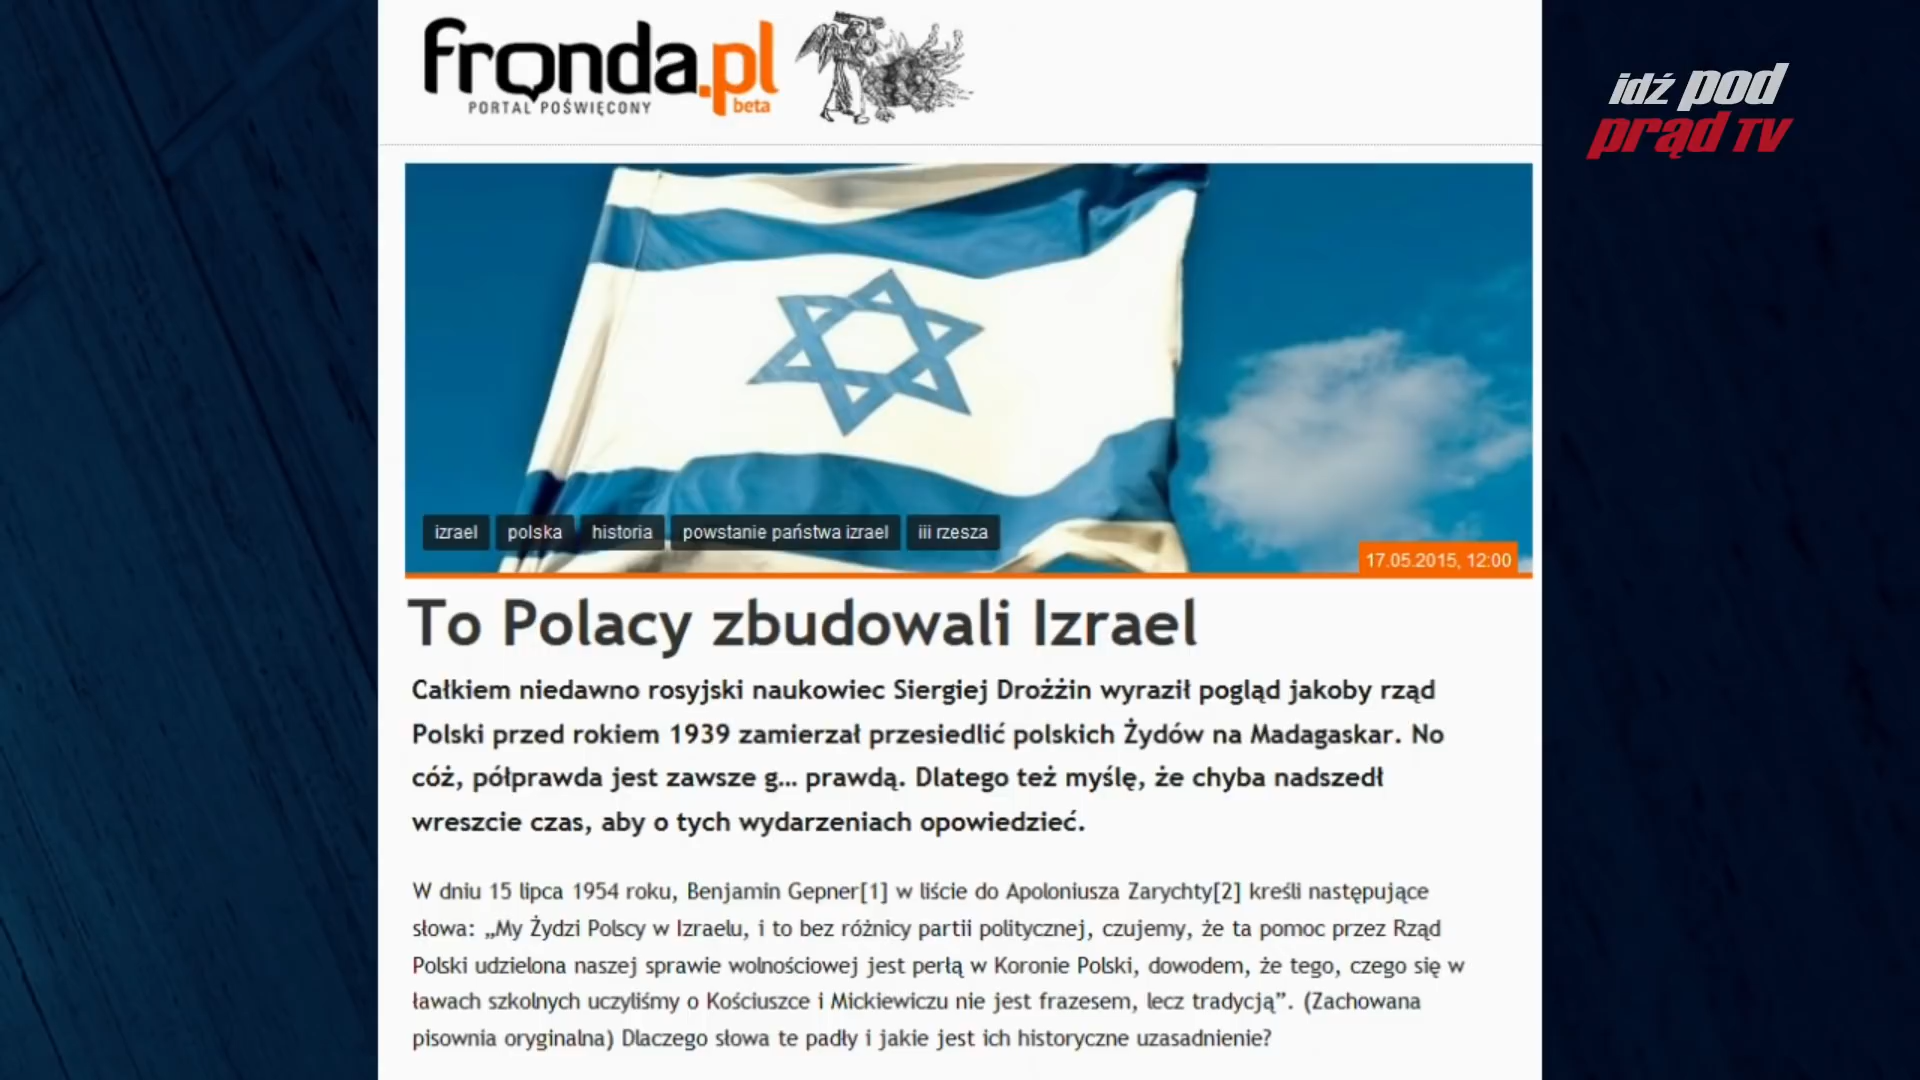 fronda.pl
beta
PORTAL POŚWIĘCONY
idź pod
prąd TV
izrael polska historia powstanie państwa izrael iii rzesza
17.05.2015, 12:00
To Polacy zbudowali Izrael
Całkiem niedawno rosyjski naukowiec Siergiej Drożżin wyraził pogląd jakoby rząd
Polski przed rokiem 1939 zamierzał przesiedlić polskich Żydów na Madagaskar. No
cóż, półprawda jest zawsze g... prawdą. Dlatego też myślę, że chyba nadszedł
wreszcie czas, aby o tych wydarzeniach opowiedzieć.
W dniu 15 lipca 1954 roku, Benjamin Gepner[1] w liście do Apoloniusza Zarychty[2] kreśli następujące
słowa: „My Żydzi Polscy w Izraelu, i to bez różnicy partii politycznej, czujemy, że ta pomoc przez Rząd
Polski udzielona naszej sprawie wolnościowej jest perłą w Koronie Polski, dowodem, że tego, czego się w
ławach szkolnych uczyliśmy o Kościuszce i Mickiewiczu nie jest frazesem, lecz tradycją”. (Zachowana
pisownia oryginalna) Dlaczego słowa te padły i jakie jest ich historyczne uzasadnienie?